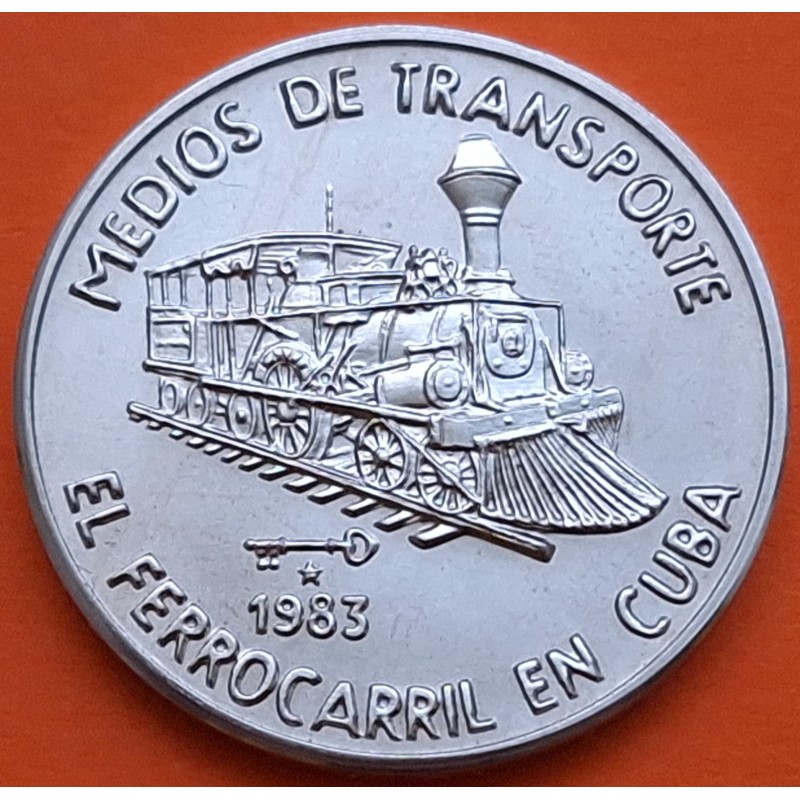 MEDIOS DE TRANSPORTE
1983
EL FERROCARRIL EN CUBA